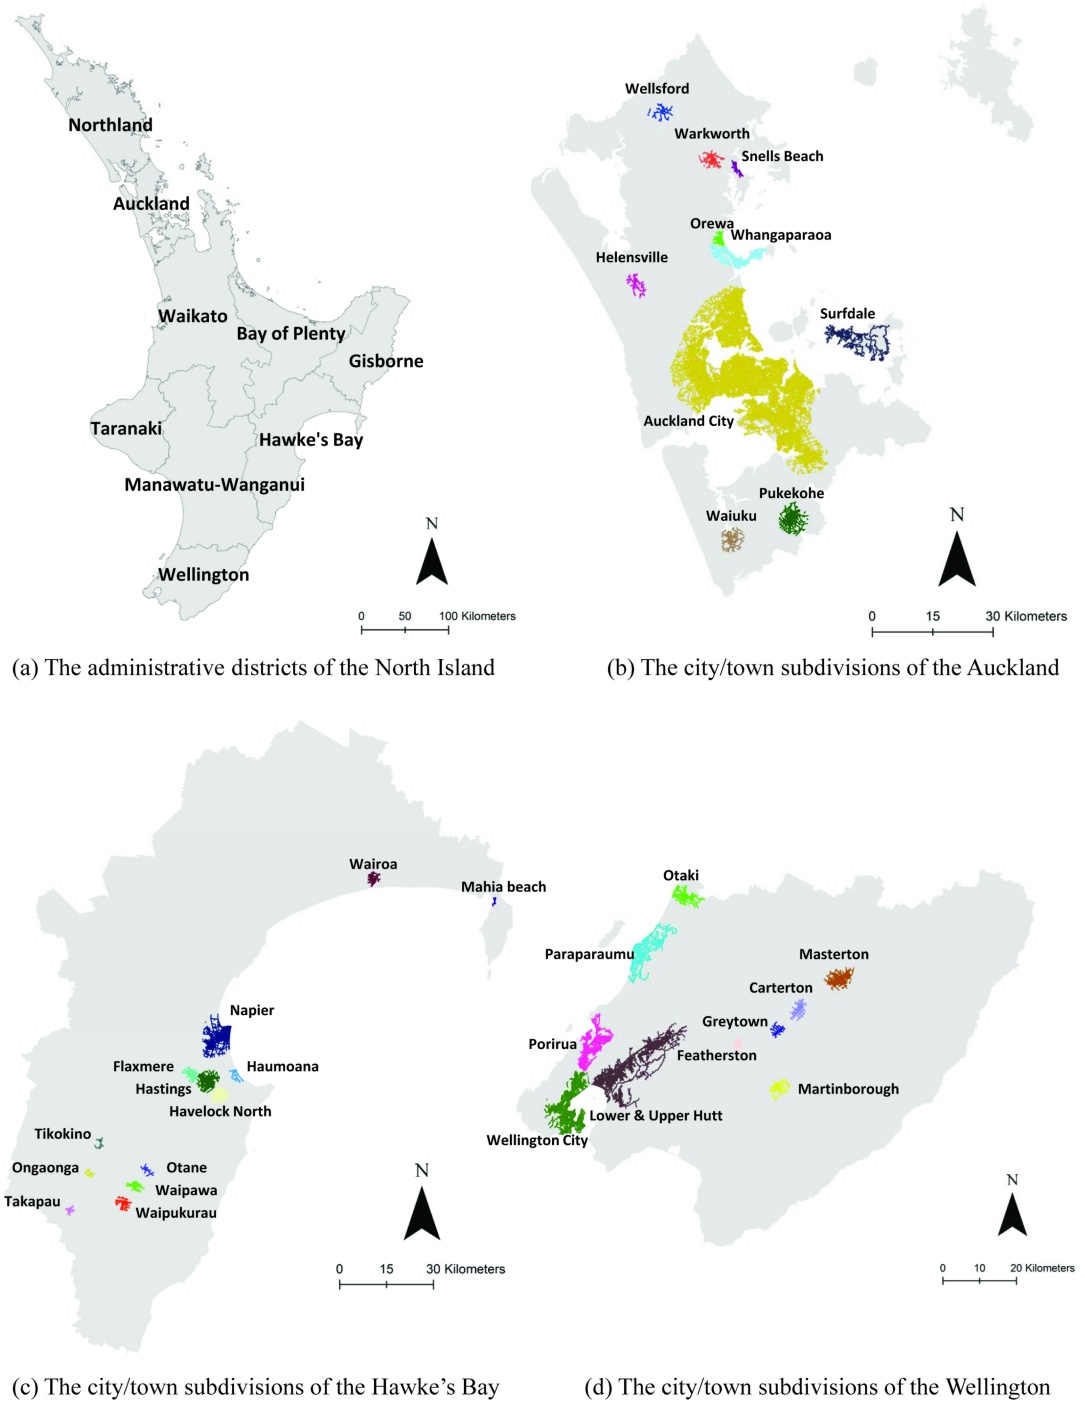 Northland
Auckland
Waikato
Bay of Plenty
Gisborne
Taranaki
Hawke's Bay
Manawatu-Wanganui
Wellington
N
0 50 100 Kilometers
(a) The administrative districts of the North Island
Wellsford
Warkworth
Snells Beach
Orewa
Whangaparaoa
Helensville
Surfdale
Auckland City
Pukekohe
Waiuku
N
0 15 30 Kilometers
(b) The city/town subdivisions of the Auckland
Wairoa
Mahia beach
Napier
Flaxmere
Haumoana
Hastings
Havelock North
Tikokino
Ongaonga
Otane
Waipawa
Takapau
Waipukurau
N
0 15 30 Kilometers
(c) The city/town subdivisions of the Hawke’s Bay
Otaki
Paraparaumu
Masterton
Carterton
Greytown
Porirua
Featherston
Martinborough
Lower & Upper Hutt
Wellington City
N
0 10 20 Kilometers
(d) The city/town subdivisions of the Wellington